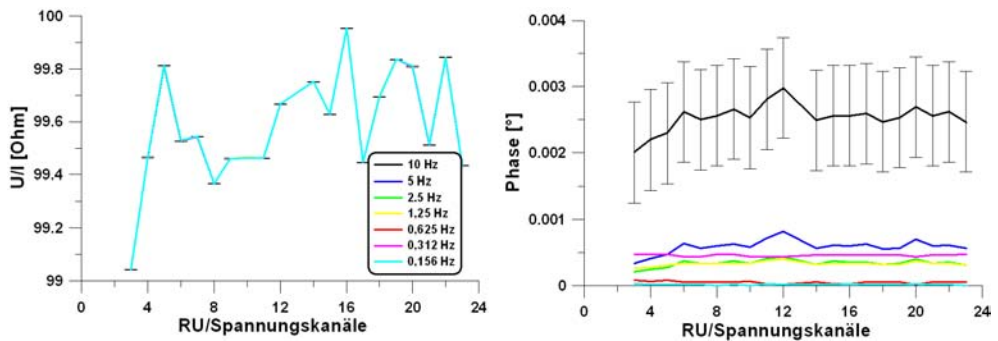 100
99.8
99.6
99.4
99.2
99
U/I [Ohm]
0 4 8 12 16 20 24
RU/Spannungskanäle
10 Hz
5 Hz
2.5 Hz
1,25 Hz
0,625 Hz
0,312 Hz
0,156 Hz
0.004
0.003
0.002
0.001
0
Phase [°]
0 4 8 12 16 20 24
RU/Spannungskanäle